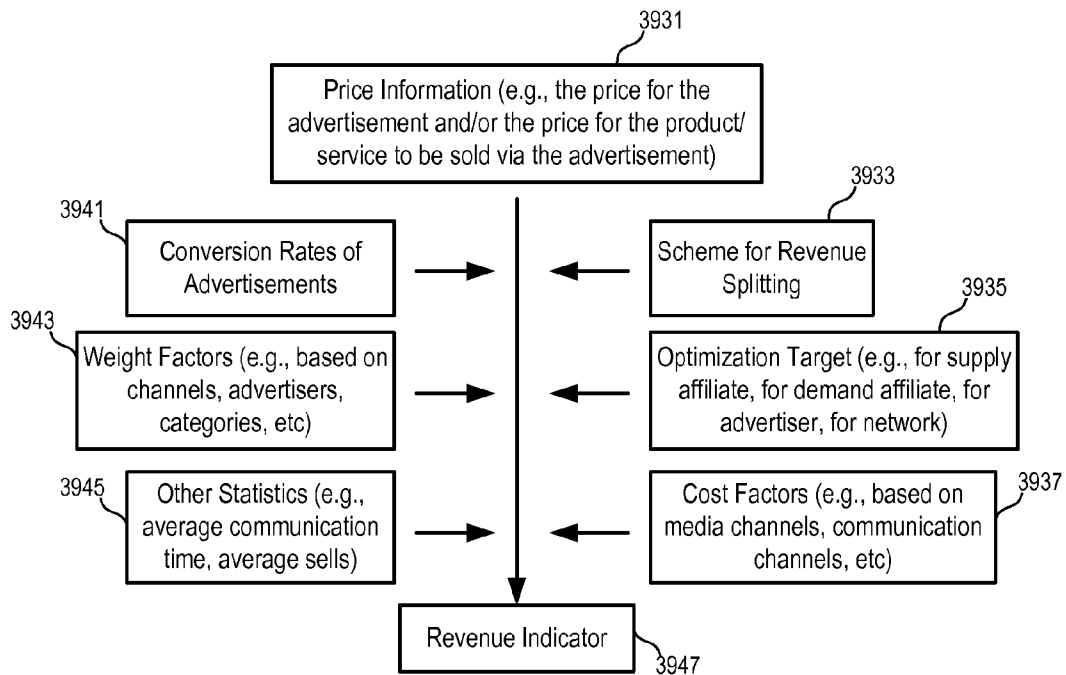 3931
Price Information (e.g., the price for the
advertisement and/or the price for the product/
service to be sold via the advertisement)
3941
Conversion Rates of
Advertisements
3933
Scheme for Revenue
Splitting
3943
Weight Factors (e.g., based on
channels, advertisers,
categories, etc)
3935
Optimization Target (e.g., for supply
affiliate, for demand affiliate, for
advertiser, for network)
3945
Other Statistics (e.g.,
average communication
time, average sells)
3937
Cost Factors (e.g., based on
media channels, communication
channels, etc)
Revenue Indicator
3947